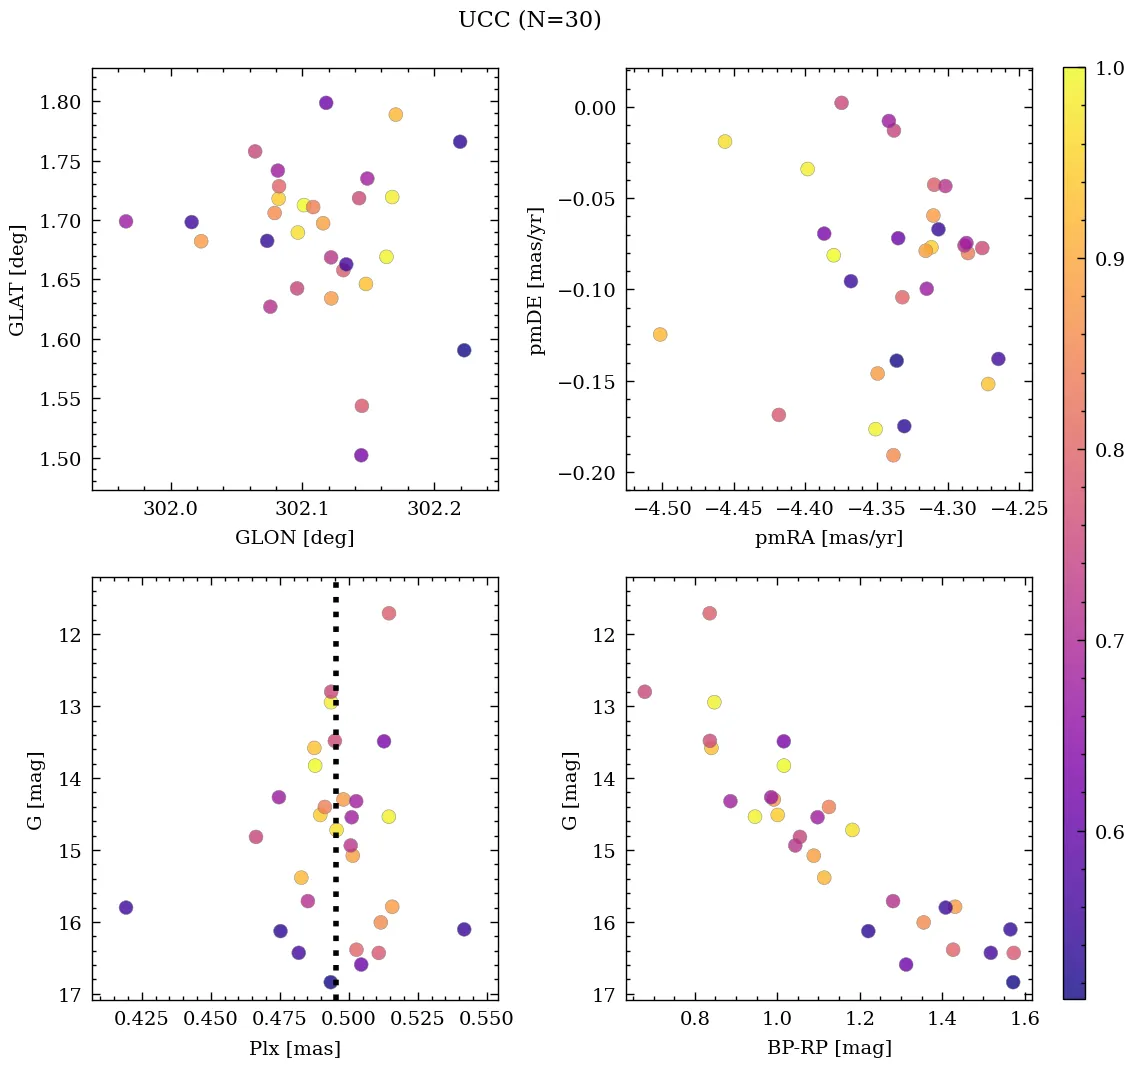 UCC (N=30)
1.80
1.75
1.70
1.65
1.60
1.55
1.50
GLAT [deg]
302.0 302.1 302.2
GLON [deg]
0.00
−0.05
−0.10
−0.15
−0.20
pmDE [mas/yr]
−4.50 −4.45 −4.40 −4.35 −4.30 −4.25
pmRA [mas/yr]
1.0
0.9
0.8
0.7
0.6
12
13
14
15
16
17
G [mag]
0.425 0.450 0.475 0.500 0.525 0.550
Plx [mas]
12
13
14
15
16
17
G [mag]
0.8 1.0 1.2 1.4 1.6
BP-RP [mag]